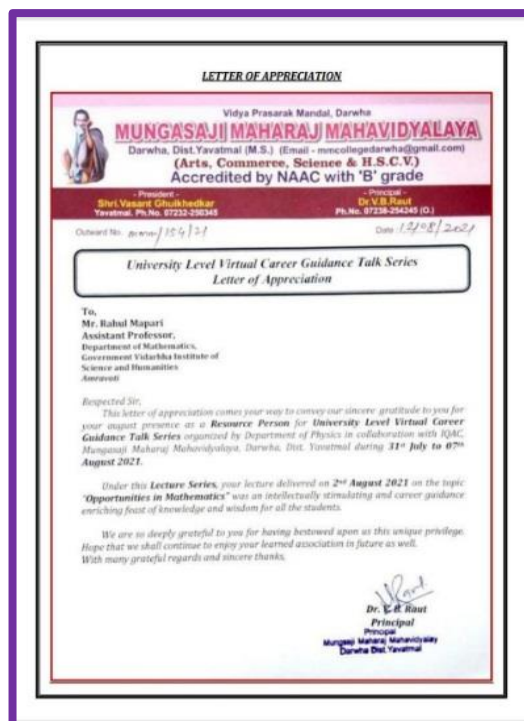 LETTER OF APPRECIATION
Vidya Prasarak Mandal, Darwha
MUNGASAJI MAHARAJ MAHAVIDYALAYA
Darwha, Dist.Yavatmal (M.S.) (Email - mmcollegedarwha@gmail.com)
(Arts, Commerce, Science & H.S.C.V.)
Accredited by NAAC with 'B' grade
- President -
Shri.Vasant Ghuikhedkar
Yavatmal. Ph.No. 07232-250345
- Principal -
Dr.V.B.Raut
Ph.No. 07238-254245 (O.)
Outward No. /154/21
Date 12/08/2021
University Level Virtual Career Guidance Talk Series
Letter of Appreciation
To,
Mr. Rahul Mapari
Assistant Professor,
Department of Mathematics,
Government Vidarbha Institute of
Science and Humanities
Amravati
Respected Sir,
This letter of appreciation comes your way to convey our sincere gratitude to you for
your august presence as a Resource Person for University Level Virtual Career
Guidance Talk Series organized by Department of Physics in collaboration with IQAC,
Mungasaji Maharaj Mahavidyalaya, Darwha, Dist. Yavatmal during 31st July to 07th
August 2021.
Under this Lecture Series, your lecture delivered on 2nd August 2021 on the topic
"Opportunities in Mathematics" was an intellectually stimulating and career guidance
enriching feast of knowledge and wisdom for all the students.
We are so deeply grateful to you for having bestowed upon us this unique privilege.
Hope that we shall continue to enjoy your learned association in future as well.
With many grateful regards and sincere thanks,
Dr. V.B. Raut
Principal
Principal
Mungsaji Maharaj Mahavidyalay
Darwha Dist. Yavatmal